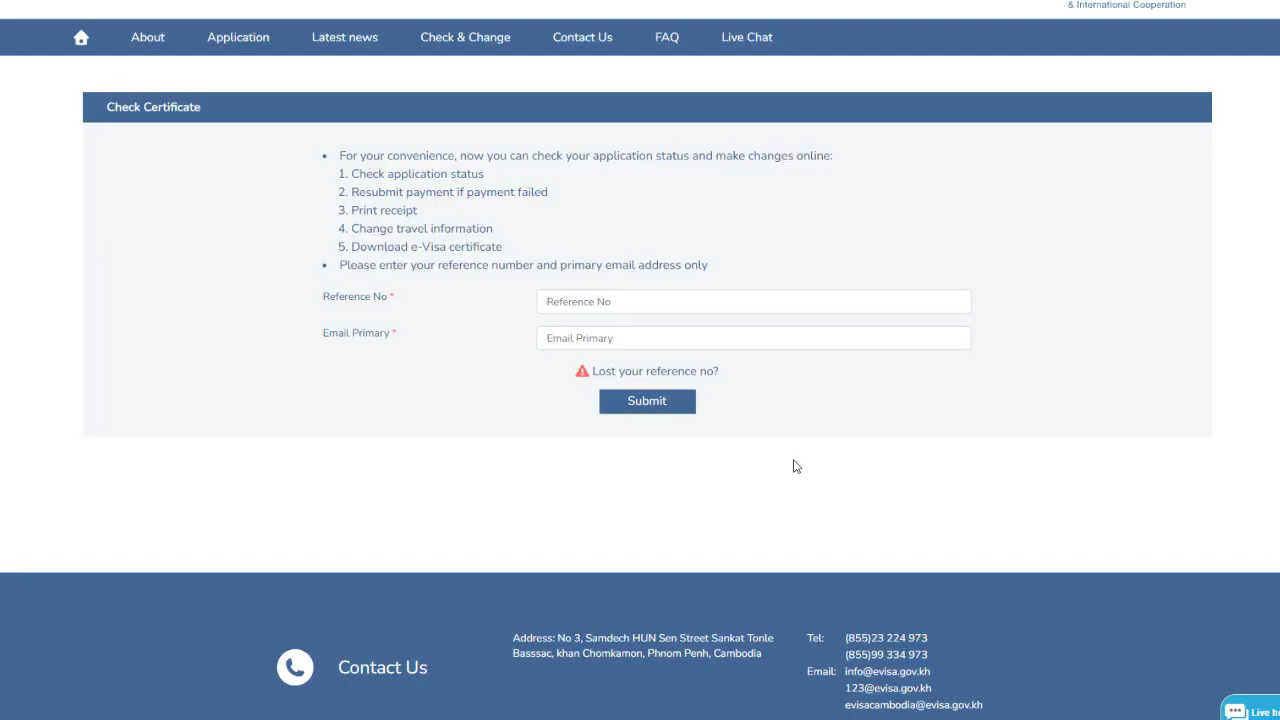 & International Cooperation
About Application Latest news Check & Change Contact Us FAQ Live Chat
Check Certificate
• For your convenience, now you can check your application status and make changes online:
1. Check application status
2. Resubmit payment if payment failed
3. Print receipt
4. Change travel information
5. Download e-Visa certificate
• Please enter your reference number and primary email address only
Reference No * Reference No
Email Primary * Email Primary
Lost your reference no?
Submit
Contact Us
Address: No 3, Samdech HUN Sen Street Sankat Tonle
Basssac, khan Chomkamon, Phnom Penh, Cambodia
Tel: (855)23 224 973
(855)99 334 973
Email: info@evisa.gov.kh
123@evisa.gov.kh
evisacambodia@evisa.gov.kh
Live